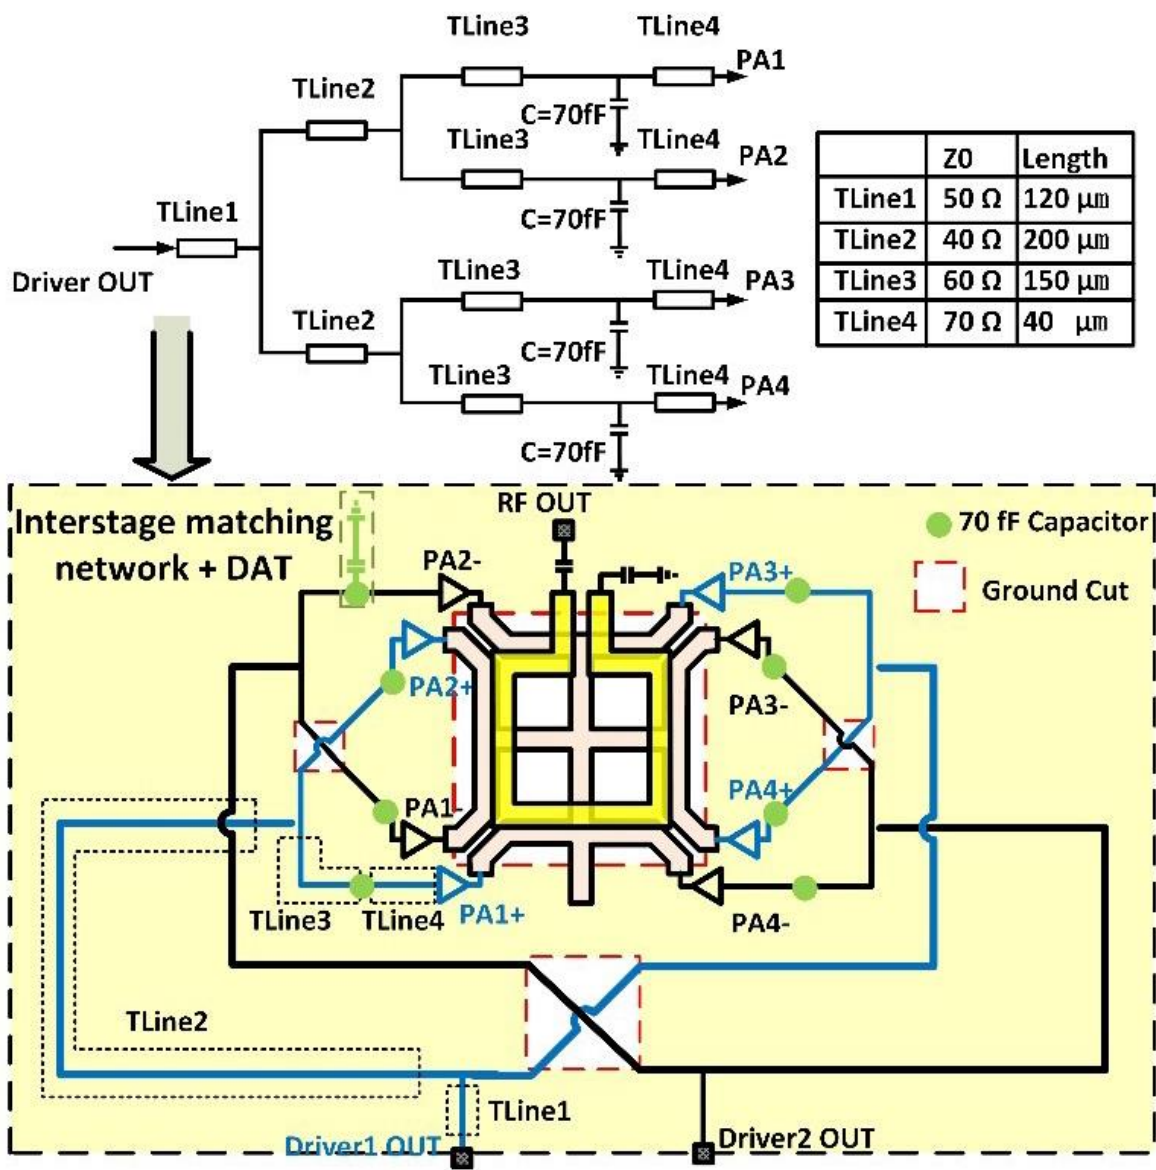 TLine3
TLine4
PA1
TLine2
C=70fF
TLine3
TLine4
PA2
TLine1
C=70fF
Driver OUT
TLine3
TLine4
PA3
TLine2
C=70fF
TLine3
TLine4
PA4
C=70fF
Z0 Length
TLine1 50 Ω 120 μm
TLine2 40 Ω 200 μm
TLine3 60 Ω 150 μm
TLine4 70 Ω 40 μm
Interstage matching
network + DAT
RF OUT
70 fF Capacitor
Ground Cut
PA2-
PA3+
PA2+
PA3-
PA1-
PA4+
PA1+
PA4-
TLine3
TLine4
TLine2
TLine1
Driver1 OUT
Driver2 OUT